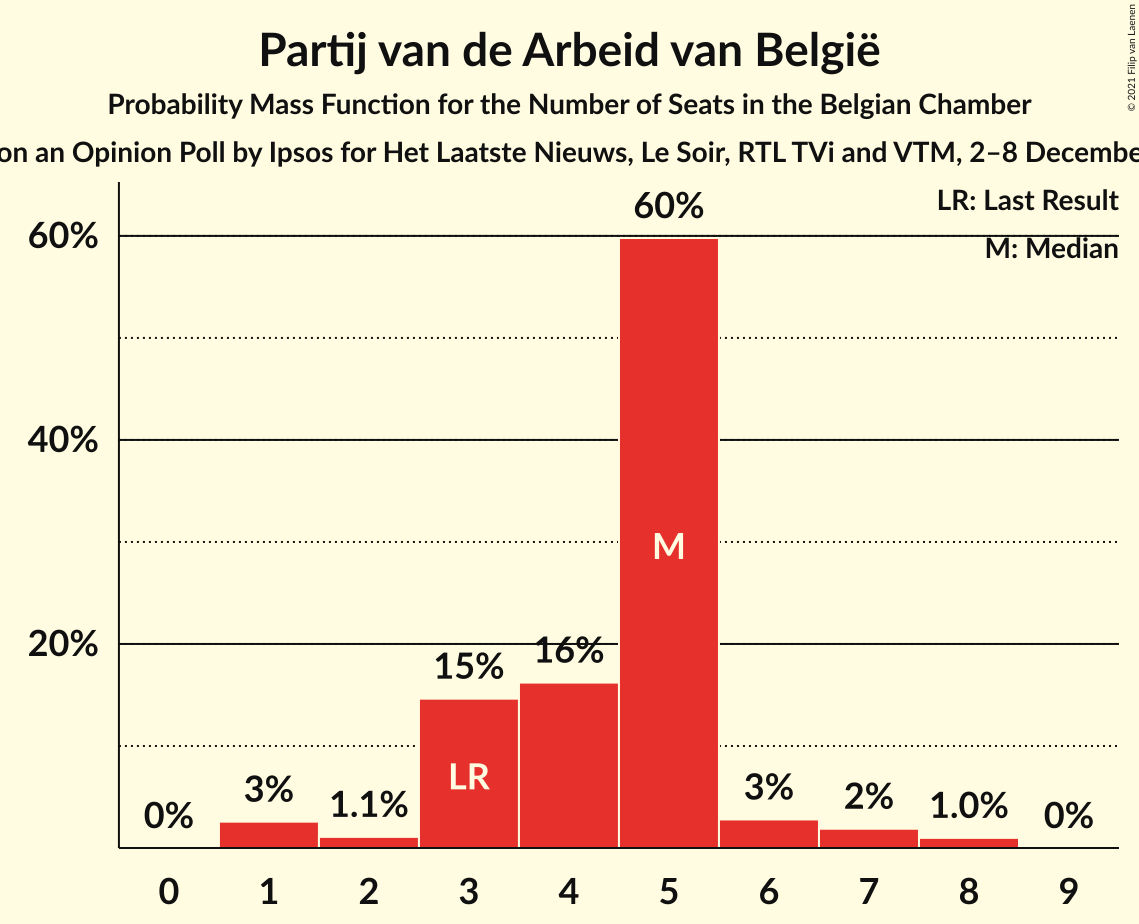 Partij van de Arbeid van België
Probability Mass Function for the Number of Seats in the Belgian Chamber
on an Opinion Poll by Ipsos for Het Laatste Nieuws, Le Soir, RTL TVi and VTM, 2–8
© 2021 Filip van Laenen
LR: Last Result
M: Median
60%
40%
20%
0%
3%
1.1%
15%
16%
60%
3%
2%
1.0%
0%
LR
M
0 1 2 3 4 5 6 7 8 9